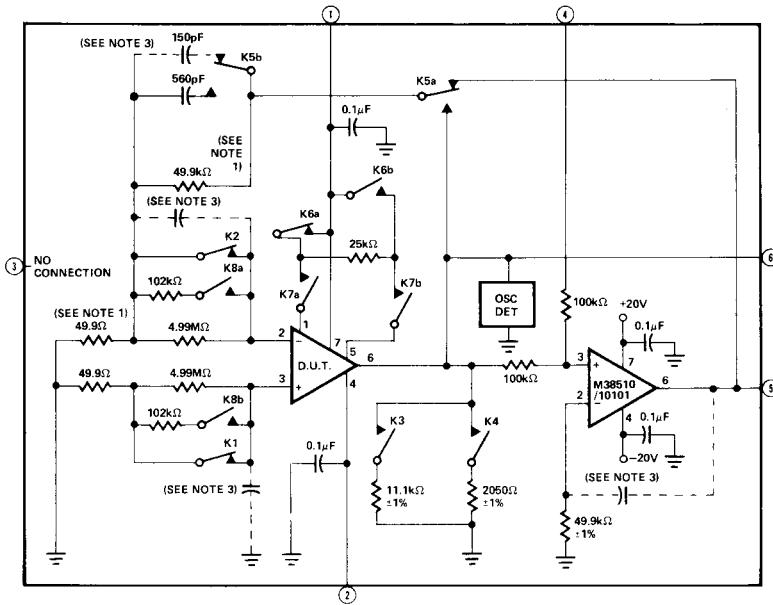 1
4
(SEE NOTE 3)
150pF
K5b
560pF
K5a
0.1µF
(SEE
NOTE
1)
49.9kΩ
(SEE NOTE 3)
K6b
K6a
3
NO
CONNECTION
K2
K8a
102kΩ
25kΩ
6
K7a
K7b
OSC
DET
100kΩ
+20V
(SEE NOTE 1)
49.9Ω
4.99MΩ
2
1
7
5
D.U.T.
6
4
3
49.9Ω
4.99MΩ
100kΩ
0.1µF
7
3
2
M38510
/10101
6
4
5
102kΩ
K8b
K1
K3
K4
0.1µF
0.1µF
−20V
(SEE NOTE 3)
(SEE NOTE 3)
11.1kΩ
±1%
2050Ω
±1%
49.9kΩ
±1%
2